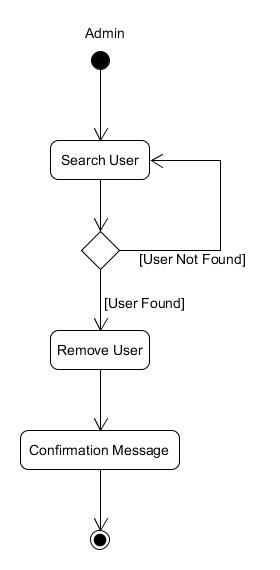 Admin
Search User
[User Not Found]
[User Found]
Remove User
Confirmation Message